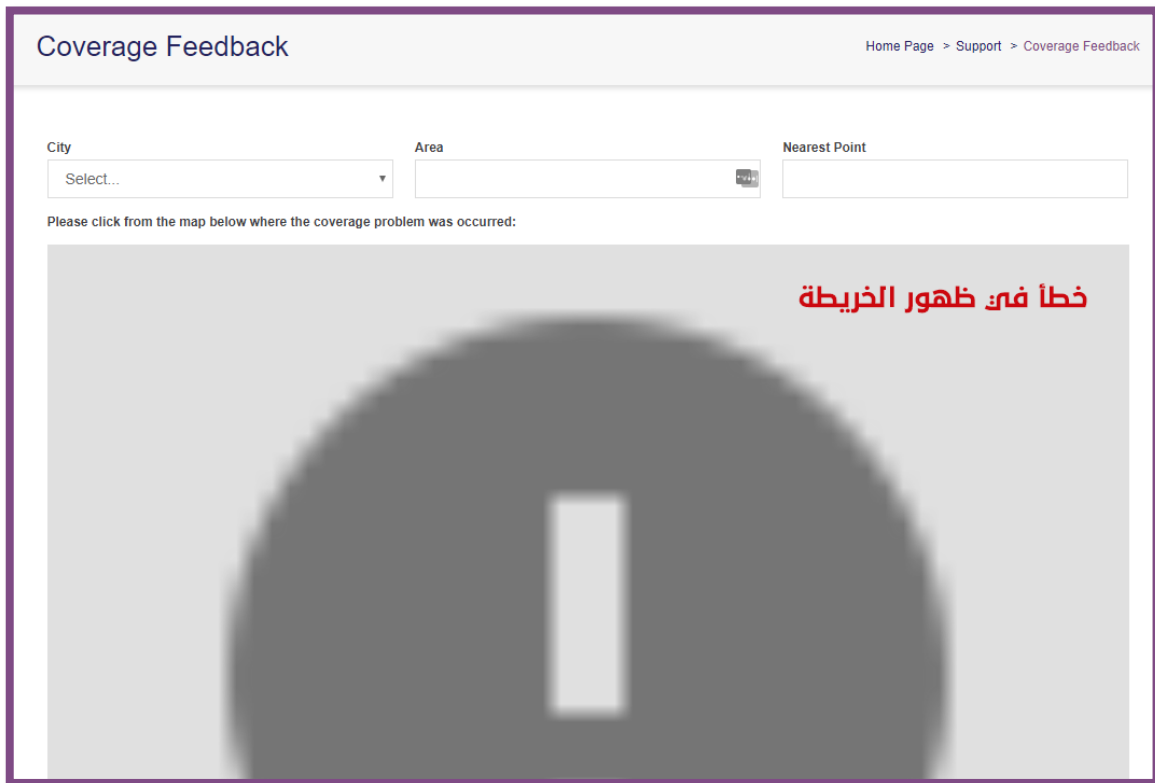 Coverage Feedback
Home Page > Support > Coverage Feedback
City
Area
Nearest Point
Select...
Please click from the map below where the coverage problem was occurred:
خطأ في ظهور الخريطة